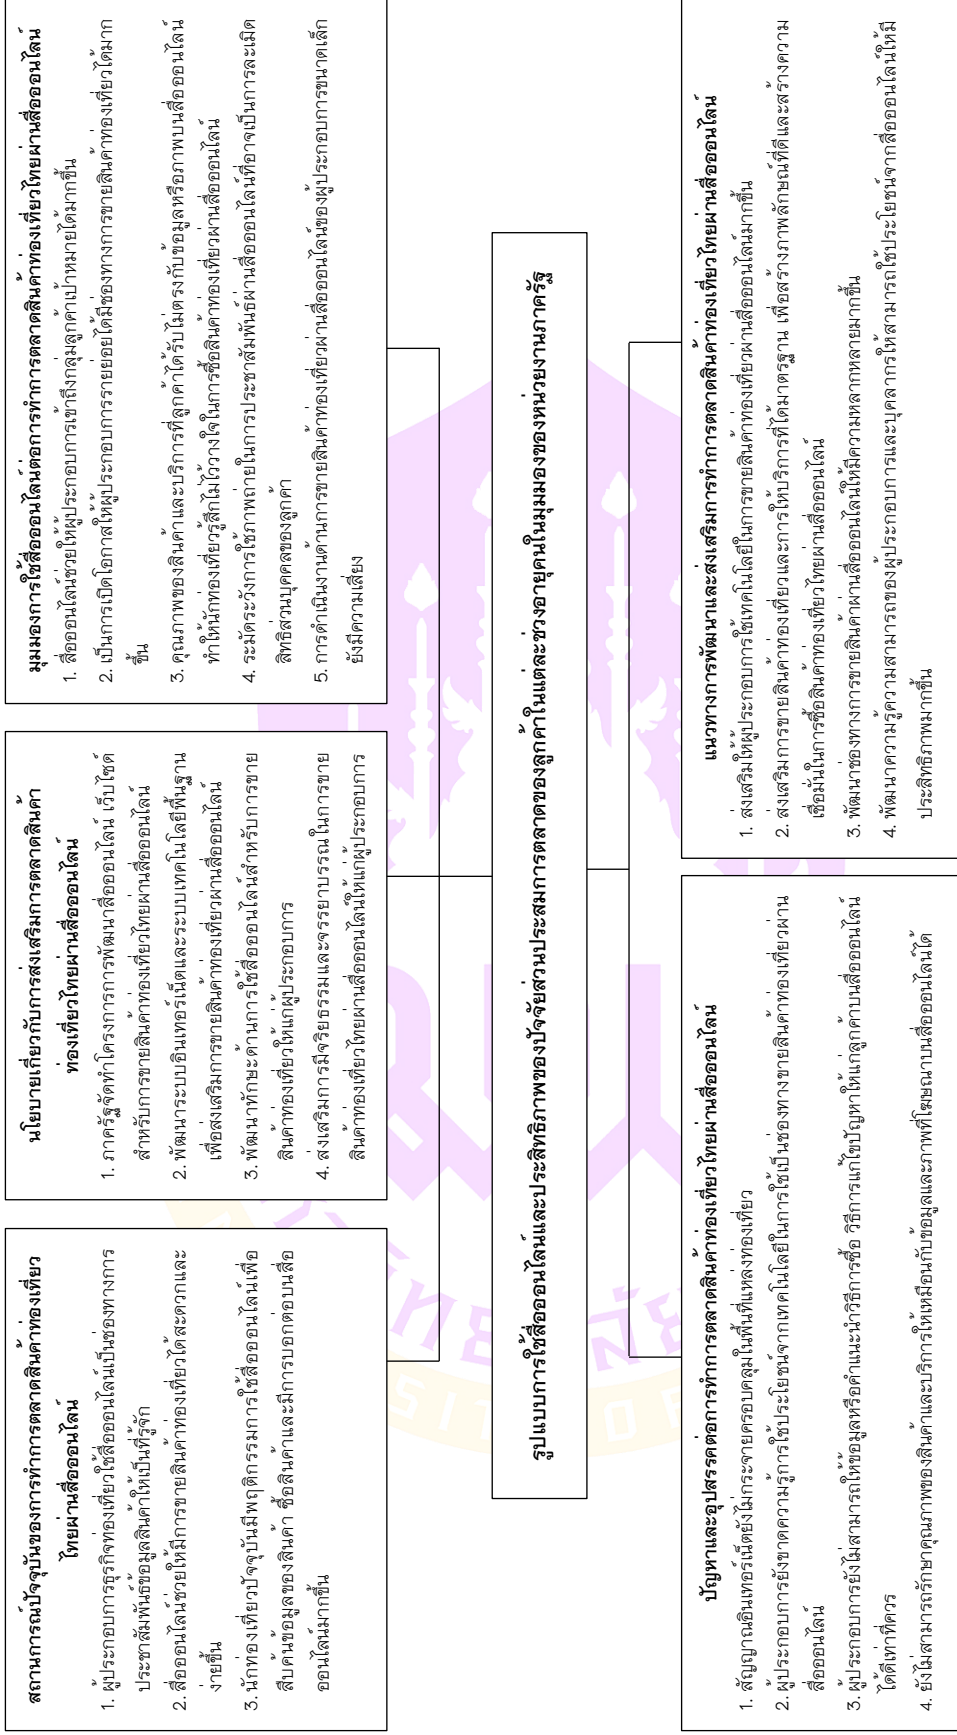 สถานการณ์ปัจจุบันของการทำการตลาดสินค้าท่องเที่ยว
ไทยผ่านสื่อออนไลน์
1. ผู้ประกอบการธุรกิจท่องเที่ยวใช้สื่อออนไลน์เป็นช่องทางการ
ประชาสัมพันธ์ข้อมูลสินค้าให้เป็นที่รู้จัก
2. สื่อออนไลน์ช่วยให้มีการขายสินค้าท่องเที่ยวได้สะดวกและ
ง่ายขึ้น
3. นักท่องเที่ยวปัจจุบันมีพฤติกรรมการใช้สื่อออนไลน์เพื่อ
สืบค้นข้อมูลของสินค้า ซื้อสินค้าและมีการบอกต่อบนสื่อ
ออนไลน์มากขึ้น
นโยบายเกี่ยวกับการส่งเสริมการตลาดสินค้า
ท่องเที่ยวไทยผ่านสื่อออนไลน์
1. ภาครัฐจัดทำโครงการการพัฒนาสื่อออนไลน์ เว็บไซต์
สำหรับการขายสินค้าท่องเที่ยวไทยผ่านสื่อออนไลน์
2. พัฒนาระบบอินเทอร์เน็ตและระบบเทคโนโลยีพื้นฐาน
เพื่อส่งเสริมการขายสินค้าท่องเที่ยวผ่านสื่อออนไลน์
3. พัฒนาทักษะด้านการใช้สื่อออนไลน์สำหรับการขาย
สินค้าท่องเที่ยวให้แก่ผู้ประกอบการ
4. ส่งเสริมการมีจริยธรรมและจรรยาบรรณในการขาย
สินค้าท่องเที่ยวไทยผ่านสื่อออนไลน์ให้แก่ผู้ประกอบการ
มุมมองการใช้สื่อออนไลน์ต่อการทำการตลาดสินค้าท่องเที่ยวไทยผ่านสื่อออนไลน์
1. สื่อออนไลน์ช่วยให้ผู้ประกอบการเข้าถึงกลุ่มลูกค้าเป้าหมายได้มากขึ้น
2. เป็นการเปิดโอกาสให้ผู้ประกอบการรายย่อยได้มีช่องทางการขายสินค้าท่องเที่ยวได้มาก
ขึ้น
3. คุณภาพของสินค้าและบริการที่ลูกค้าได้รับไม่ตรงกับข้อมูลหรือภาพบนสื่อออนไลน์
ทำให้นักท่องเที่ยวรู้สึกไม่ไว้วางใจในการซื้อสินค้าท่องเที่ยวผ่านสื่อออนไลน์
4. ระมัดระวังการใช้ภาพถ่ายในการประชาสัมพันธ์ผ่านสื่อออนไลน์ที่อาจเป็นการละเมิด
สิทธิส่วนบุคคลของลูกค้า
5. การดำเนินงานด้านการขายสินค้าท่องเที่ยวผ่านสื่อออนไลน์ของผู้ประกอบการขนาดเล็ก
ยังมีความเสี่ยง
รูปแบบการใช้สื่อออนไลน์และประสิทธิภาพของปัจจัยส่วนประสมการตลาดของลูกค้าในแต่ละช่วงอายุคนในมุมมองของหน่วยงานภาครัฐ
ปัญหาและอุปสรรคต่อการทำการตลาดสินค้าท่องเที่ยวไทยผ่านสื่อออนไลน์
1. สัญญาณอินเทอร์เน็ตยังไม่กระจายครอบคลุมในพื้นที่แหล่งท่องเที่ยว
2. ผู้ประกอบการยังขาดความรู้การใช้ประโยชน์จากเทคโนโลยีในการใช้เป็นช่องทางขายสินค้าท่องเที่ยวผ่าน
สื่อออนไลน์
3. ผู้ประกอบการยังไม่สามารถให้ข้อมูลหรือคำแนะนำวิธีการซื้อ วิธีการแก้ไขปัญหาให้แก่ลูกค้าบนสื่อออนไลน์
ได้ดีเท่าที่ควร
4. ยังไม่สามารถรักษาคุณภาพของสินค้าและบริการให้เหมือนกับข้อมูลและภาพที่โฆษณาบนสื่อออนไลน์ได้
แนวทางการพัฒนาและส่งเสริมการทำการตลาดสินค้าท่องเที่ยวไทยผ่านสื่อออนไลน์
1. ส่งเสริมให้ผู้ประกอบการใช้เทคโนโลยีในการขายสินค้าท่องเที่ยวผ่านสื่อออนไลน์มากขึ้น
2. ส่งเสริมการขายสินค้าท่องเที่ยวและการให้บริการที่ได้มาตรฐาน เพื่อสร้างภาพลักษณ์ที่ดีและสร้างความ
เชื่อมั่นในการซื้อสินค้าท่องเที่ยวไทยผ่านสื่อออนไลน์
3. พัฒนาช่องทางการขายสินค้าผ่านสื่อออนไลน์ให้มีความหลากหลายมากขึ้น
4. พัฒนาความรู้ความสามารถของผู้ประกอบการและบุคลากรให้สามารถใช้ประโยชน์จากสื่อออนไลน์ให้มี
ประสิทธิภาพมากขึ้น